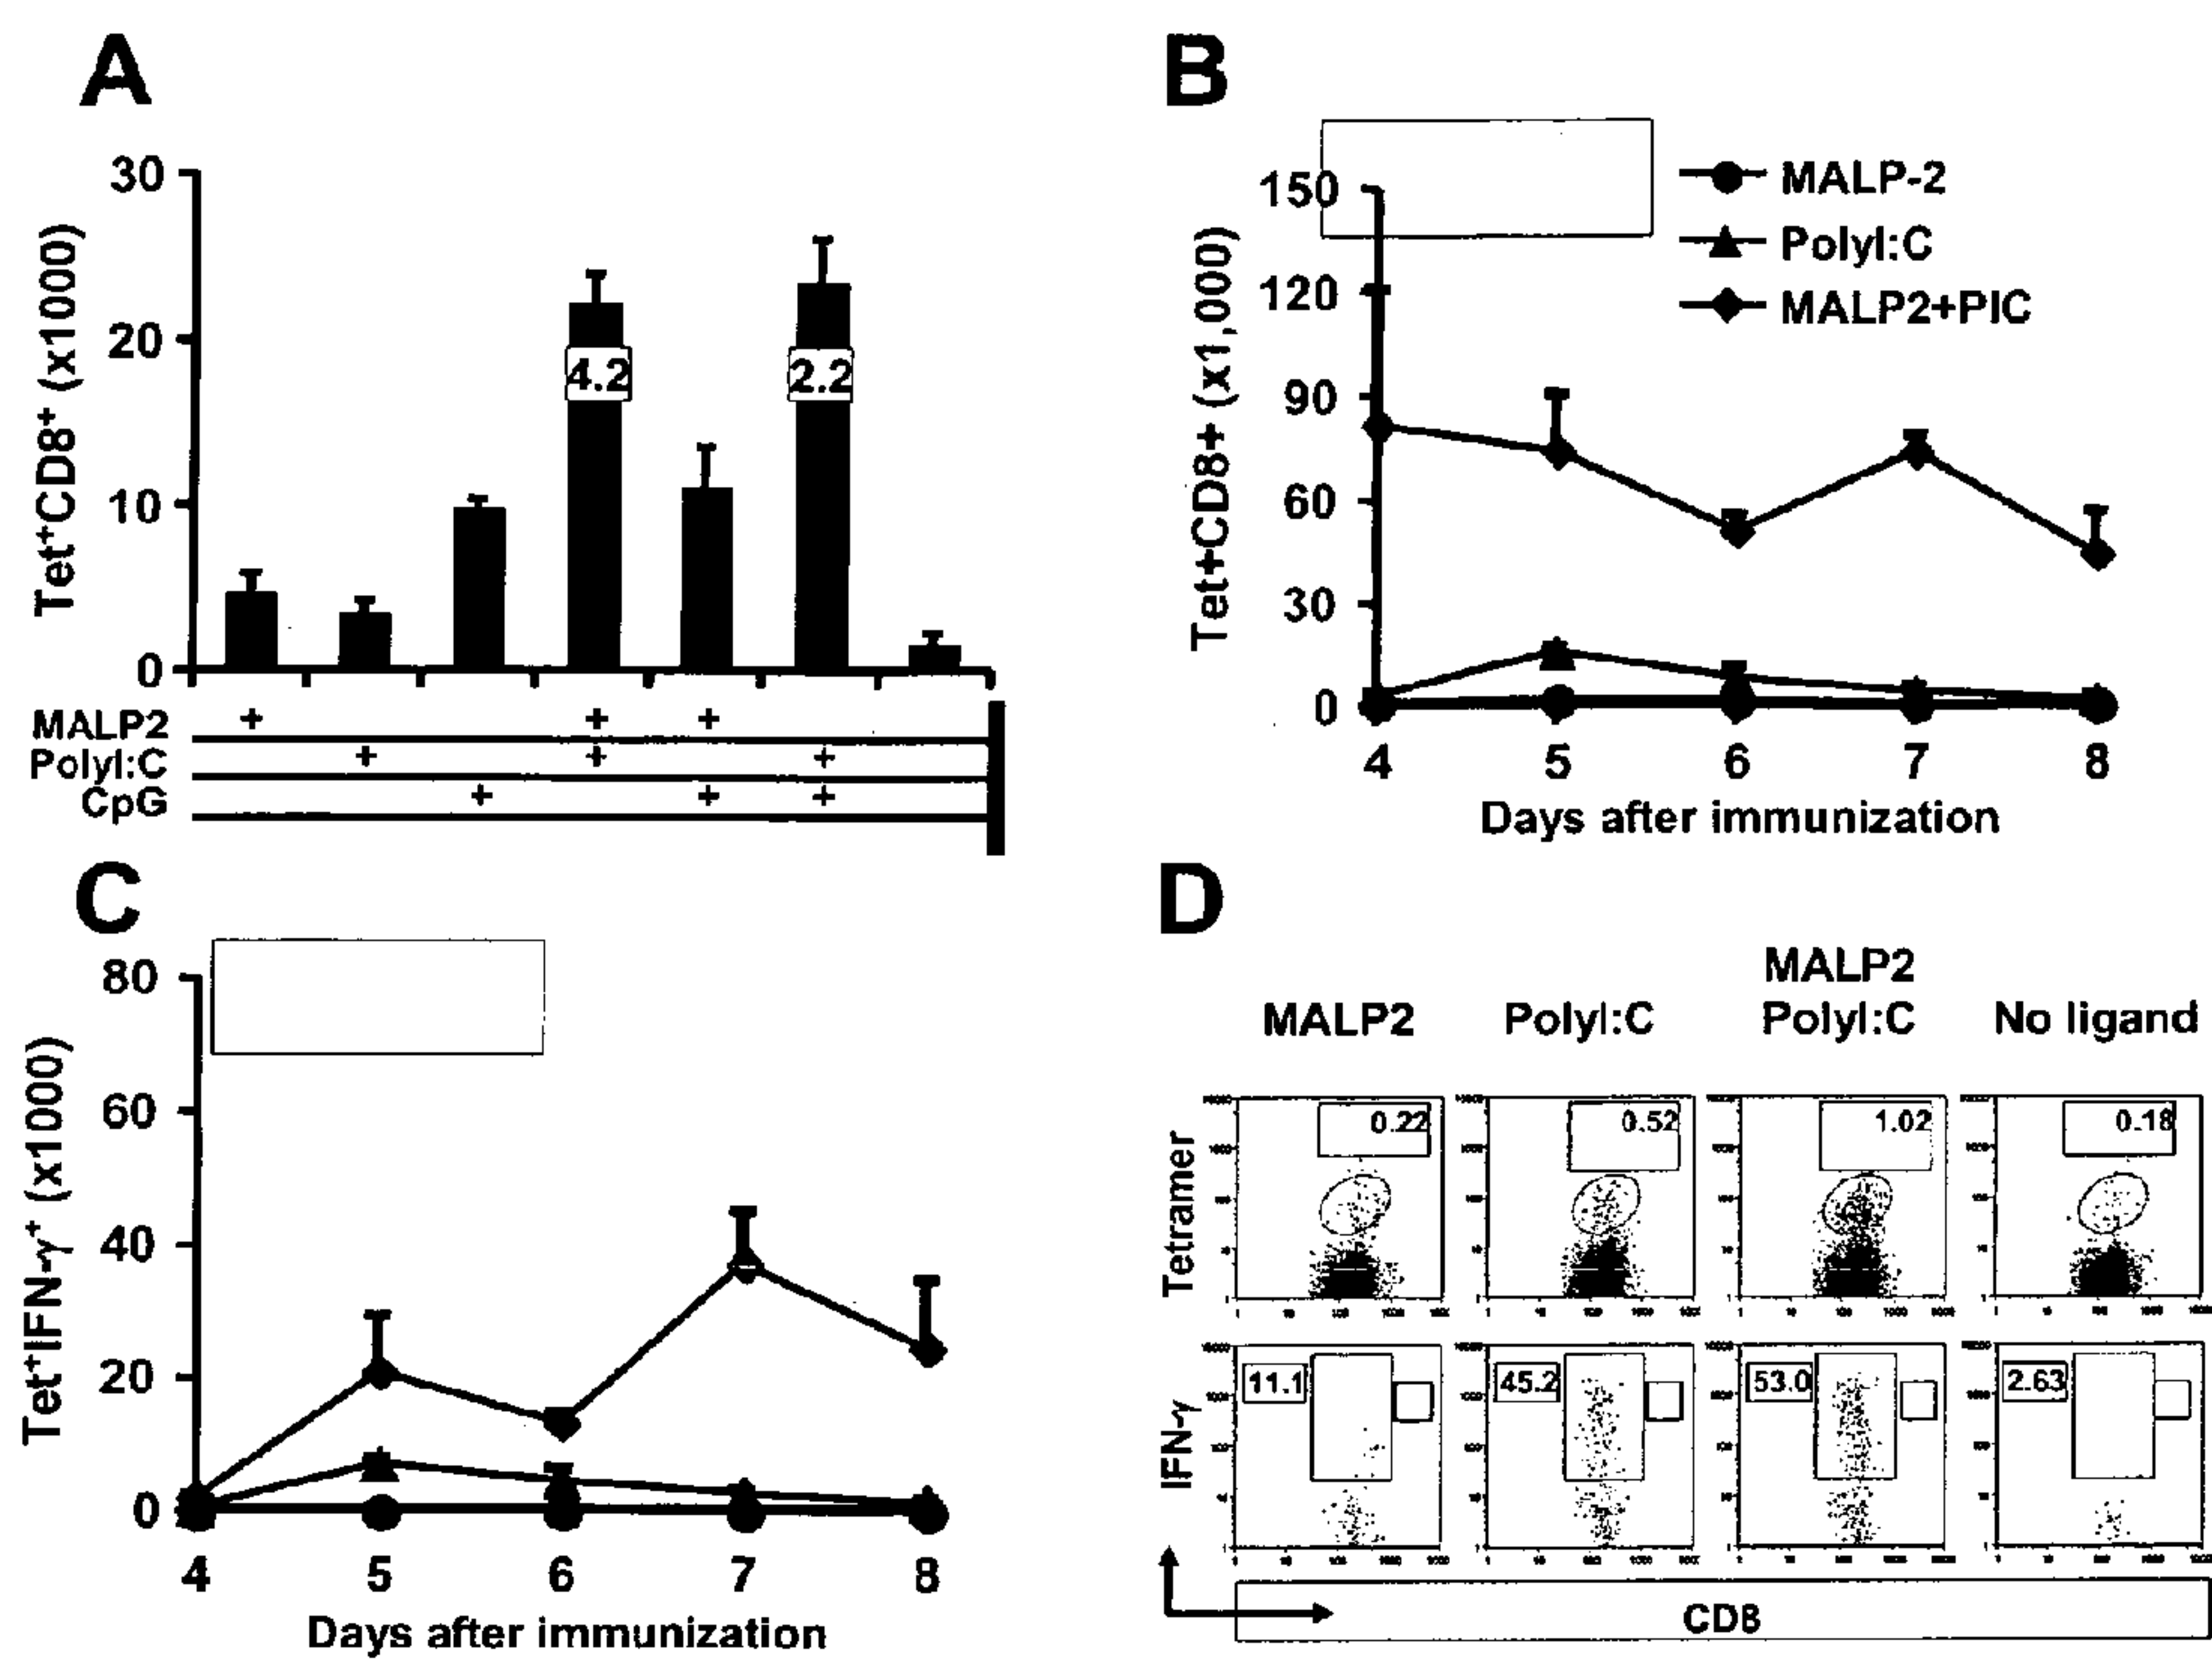 A
30
20
10
0
Tet⁺CD8⁺ (x1000)
4.2
2.2
MALP2 + + +
PolyI:C + + +
CpG + + +
B
150
120
90
60
30
0
Tet+CD8+ (x1,000)
MALP-2
PolyI:C
MALP2+PIC
4 5 6 7 8
Days after immunization
C
80
60
40
20
0
Tet⁺IFN-γ⁺ (x1000)
4 5 6 7 8
Days after immunization
D
MALP2
MALP2 PolyI:C PolyI:C No ligand
Tetramer
0.22 0.52 1.02 0.18
IFN-γ
11.1 45.2 53.0 2.63
CD8